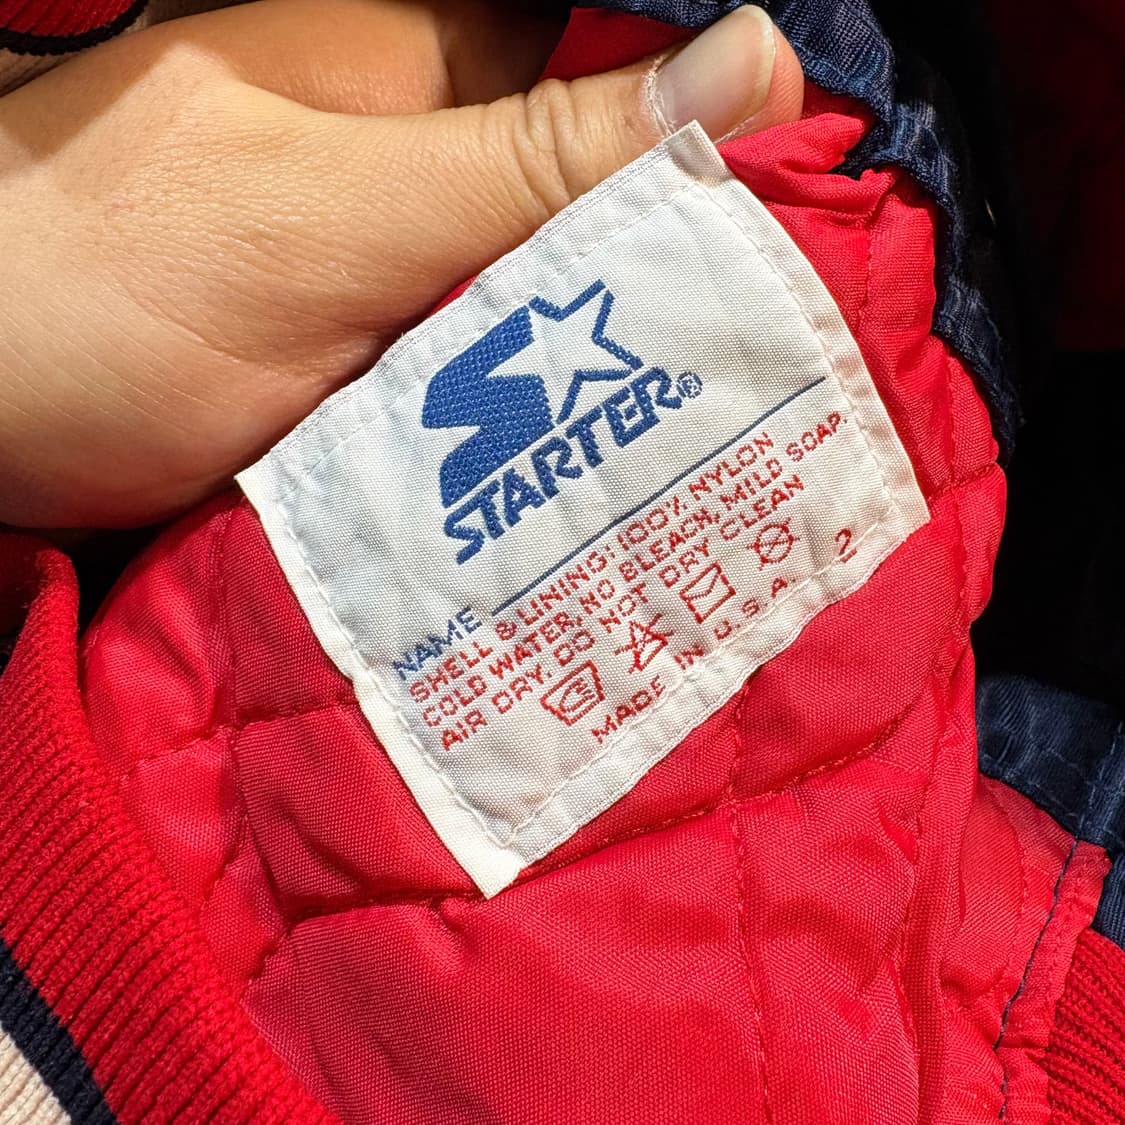 STARTER®
NAME
SHELL & LINING: 100% NYLON
COLD WATER, NO BLEACH, MILD SOAP.
AIR DRY. DO NOT DRY CLEAN
MADE IN U.S.A. 2